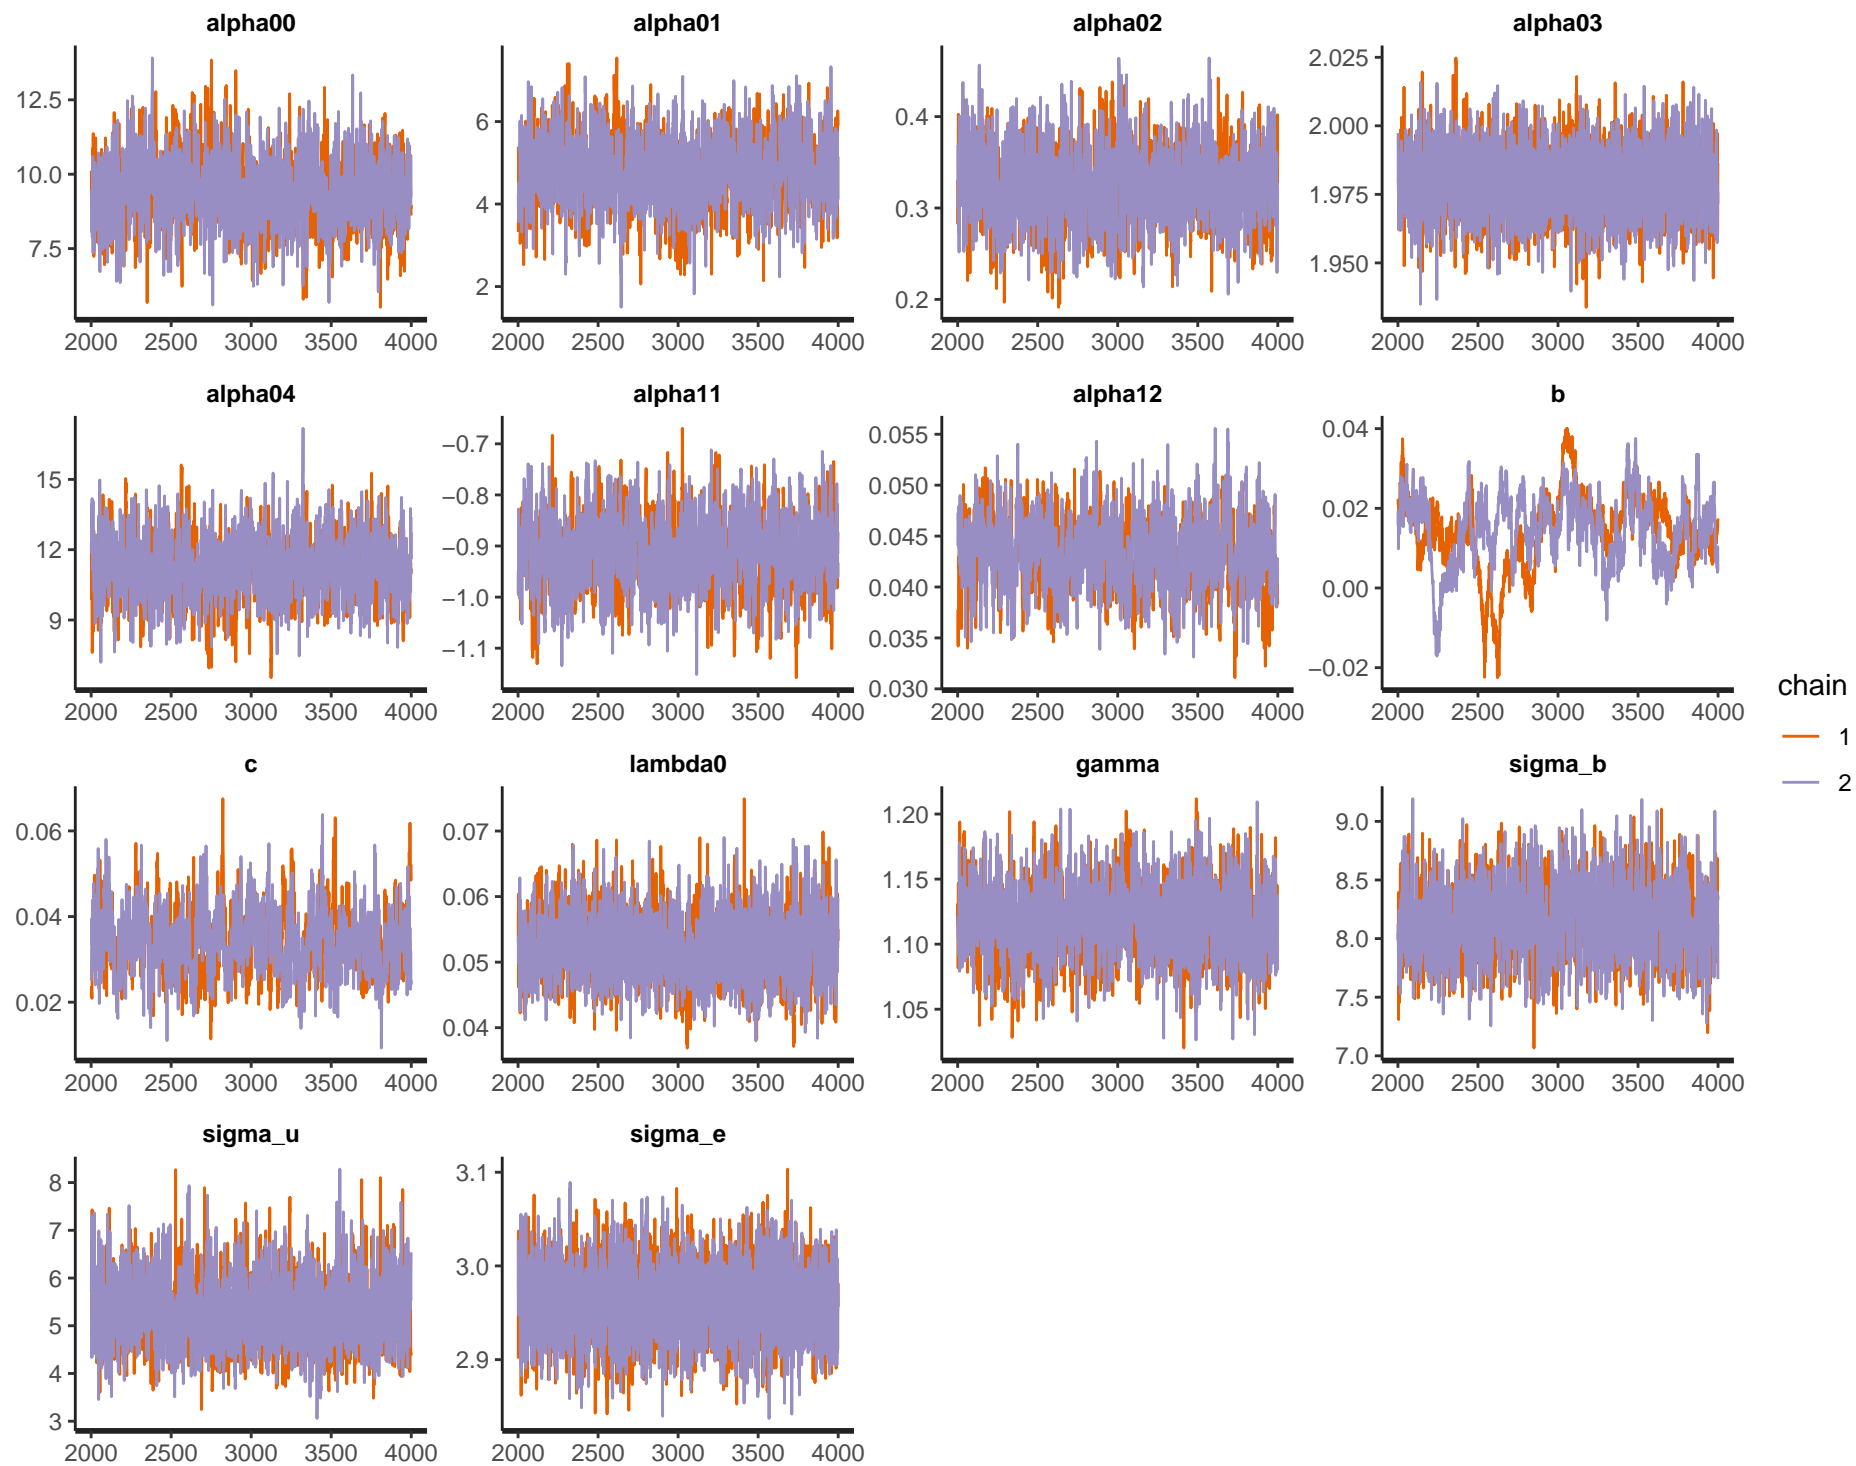 alpha00 alpha01 alpha02 alpha03
12.5 10.0 7.5
6 4 2
0.4 0.3 0.2
2.025 2.000 1.975 1.950
2000 2500 3000 3500 4000 2000 2500 3000 3500 4000 2000 2500 3000 3500 4000 2000 2500 3000 3500 4000
alpha04 alpha11 alpha12 b
15 12 9
−0.7 −0.8 −0.9 −1.0 −1.1
0.055 0.050 0.045 0.040 0.035 0.030
0.04 0.02 0.00 −0.02
2000 2500 3000 3500 4000 2000 2500 3000 3500 4000 2000 2500 3000 3500 4000 2000 2500 3000 3500 4000
chain
1
2
c lambda0 gamma sigma_b
0.06 0.04 0.02
0.07 0.06 0.05 0.04
1.20 1.15 1.10 1.05
9.0 8.5 8.0 7.5 7.0
2000 2500 3000 3500 4000 2000 2500 3000 3500 4000 2000 2500 3000 3500 4000 2000 2500 3000 3500 4000
sigma_u sigma_e
8 7 6 5 4 3
3.1 3.0 2.9
2000 2500 3000 3500 4000 2000 2500 3000 3500 4000